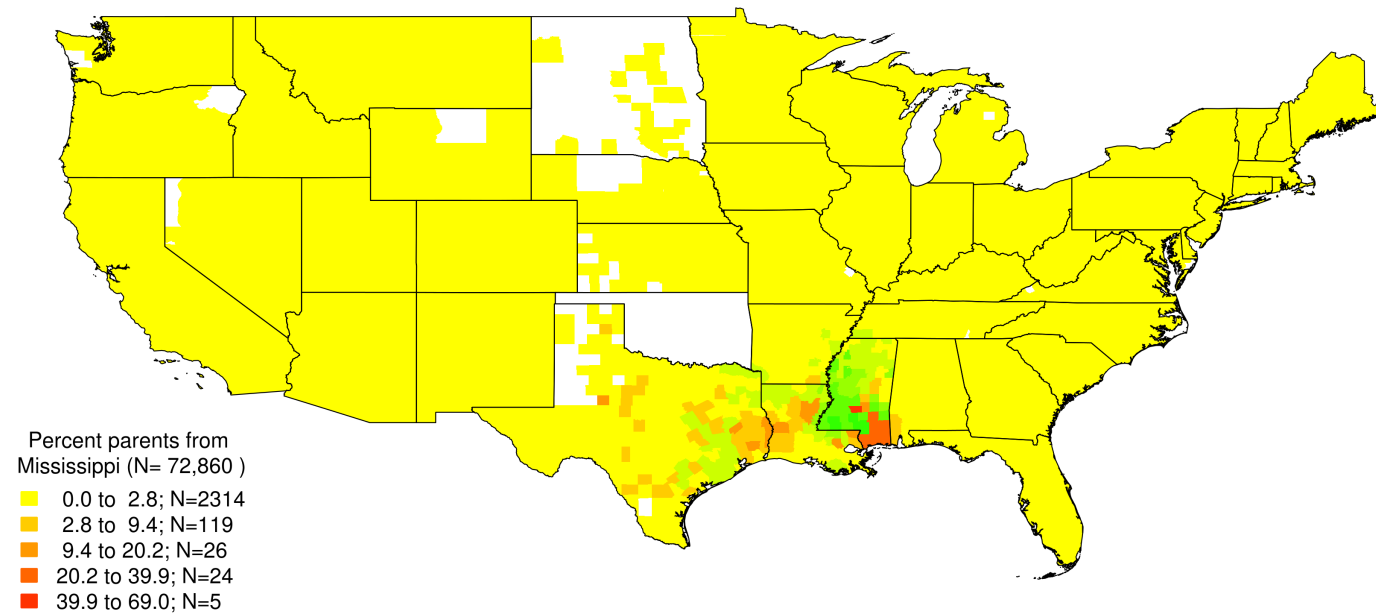 Percent parents from
Mississippi (N= 72,860 )
0.0 to 2.8; N=2314
2.8 to 9.4; N=119
9.4 to 20.2; N=26
20.2 to 39.9; N=24
39.9 to 69.0; N=5